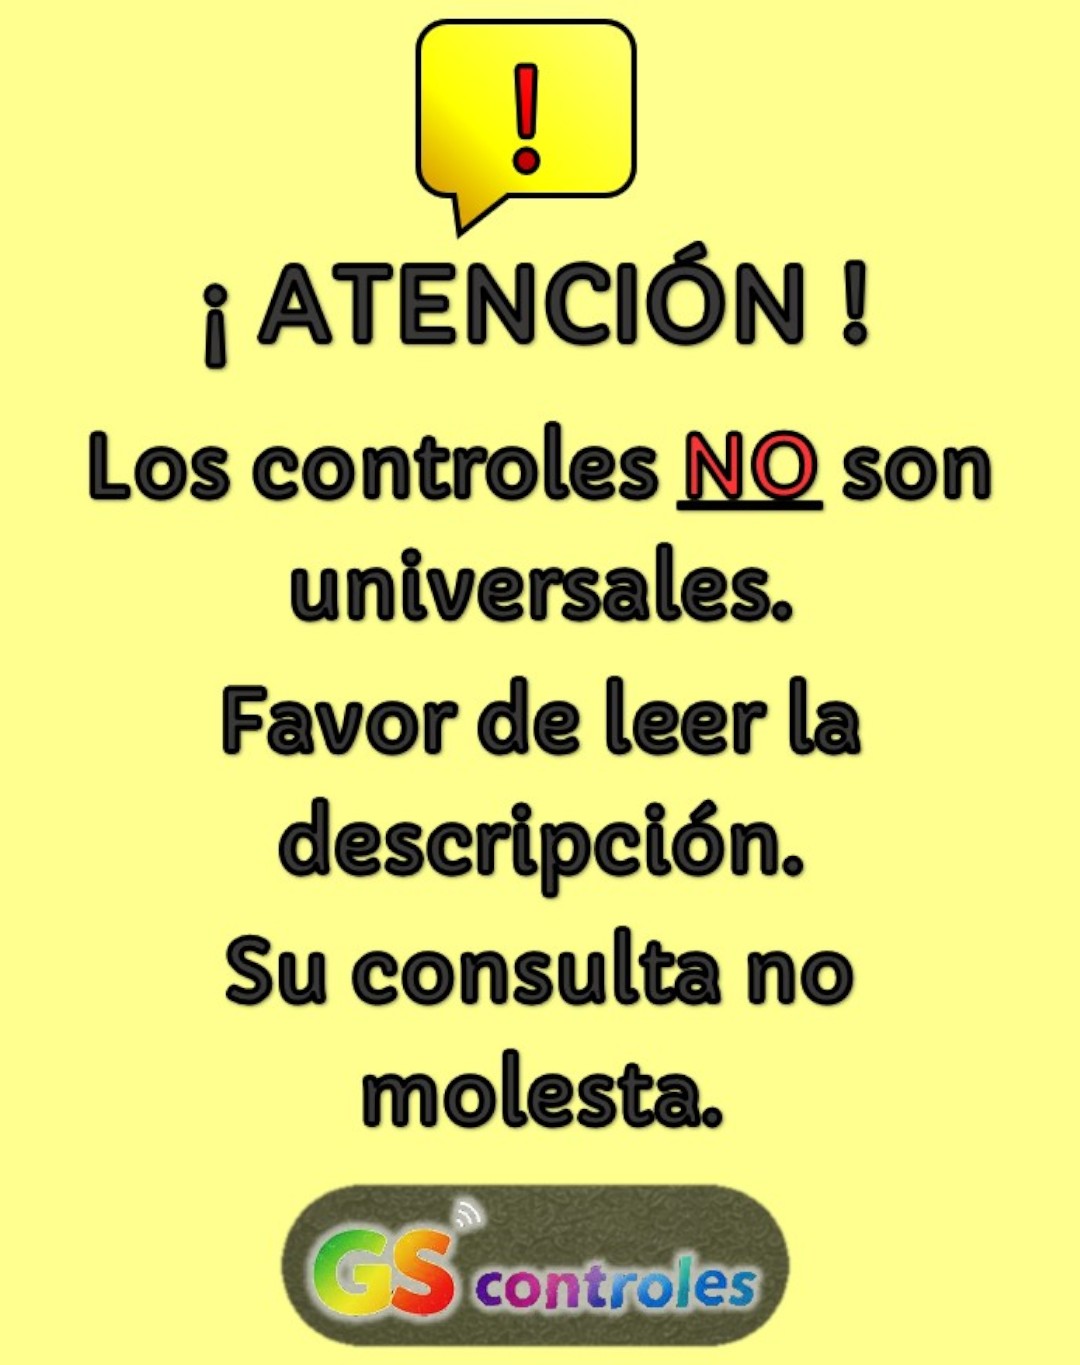 !
¡ ATENCIÓN !
Los controles NO son
universales.
Favor de leer la
descripción.
Su consulta no
molesta.
GS controles